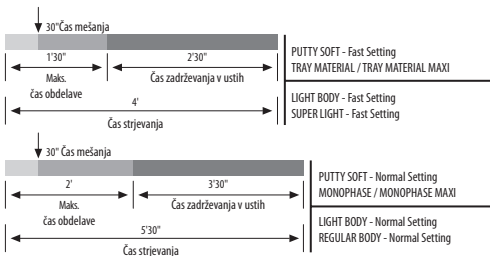 30"Čas mešanja
1'30" 2'30"
Maks. čas obdelave
Čas zadrževanja v ustih
4'
Čas strjevanja
PUTTY SOFT - Fast Setting
TRAY MATERIAL / TRAY MATERIAL MAXI
LIGHT BODY - Fast Setting
SUPER LIGHT - Fast Setting
30" Čas mešanja
2' 3'30"
Maks. čas obdelave
Čas zadrževanja v ustih
5'30"
Čas strjevanja
PUTTY SOFT - Normal Setting
MONOPHASE / MONOPHASE MAXI
LIGHT BODY - Normal Setting
REGULAR BODY - Normal Setting